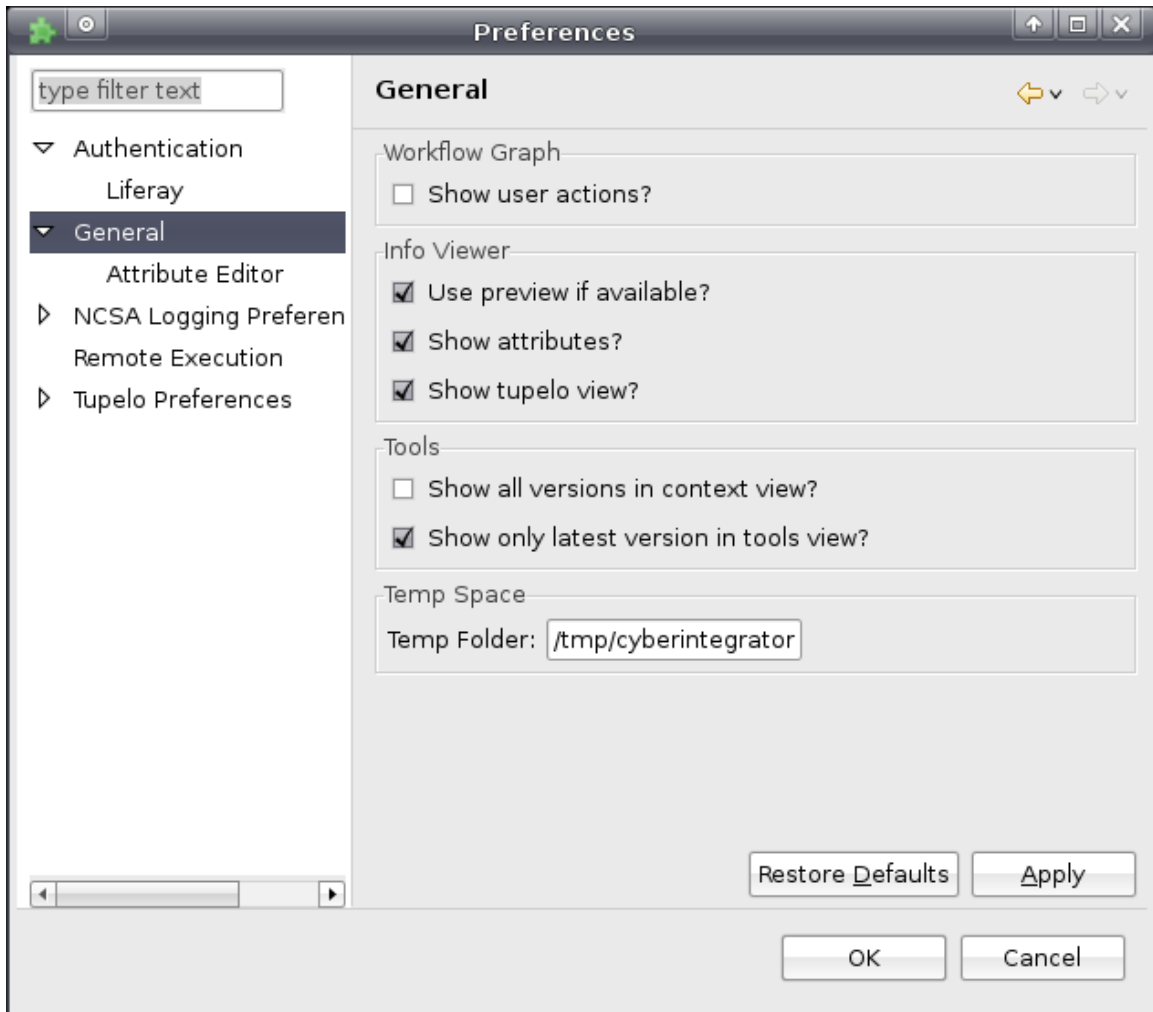 Preferences
type filter text
Authentication
Liferay
General
Attribute Editor
NCSA Logging Preferen
Remote Execution
Tupelo Preferences
General
Workflow Graph
Show user actions?
Info Viewer
Use preview if available?
Show attributes?
Show tupelo view?
Tools
Show all versions in context view?
Show only latest version in tools view?
Temp Space
Temp Folder: /tmp/cyberintegrator
Restore Defaults Apply
OK Cancel